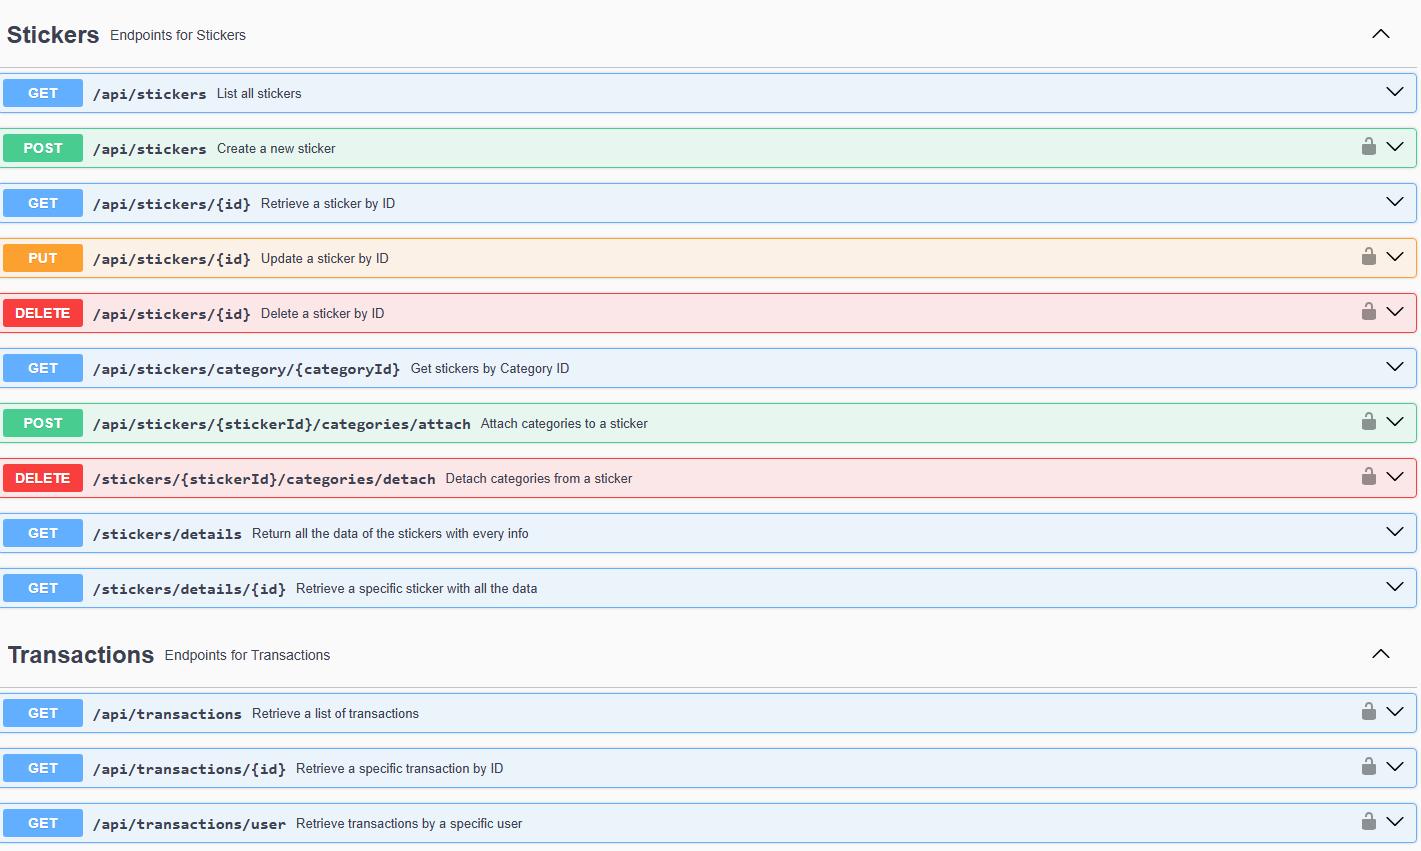 Stickers Endpoints for Stickers
GET /api/stickers List all stickers
POST /api/stickers Create a new sticker
GET /api/stickers/{id} Retrieve a sticker by ID
PUT /api/stickers/{id} Update a sticker by ID
DELETE /api/stickers/{id} Delete a sticker by ID
GET /api/stickers/category/{categoryId} Get stickers by Category ID
POST /api/stickers/{stickerId}/categories/attach Attach categories to a sticker
DELETE /stickers/{stickerId}/categories/detach Detach categories from a sticker
GET /stickers/details Return all the data of the stickers with every info
GET /stickers/details/{id} Retrieve a specific sticker with all the data
Transactions Endpoints for Transactions
GET /api/transactions Retrieve a list of transactions
GET /api/transactions/{id} Retrieve a specific transaction by ID
GET /api/transactions/user Retrieve transactions by a specific user